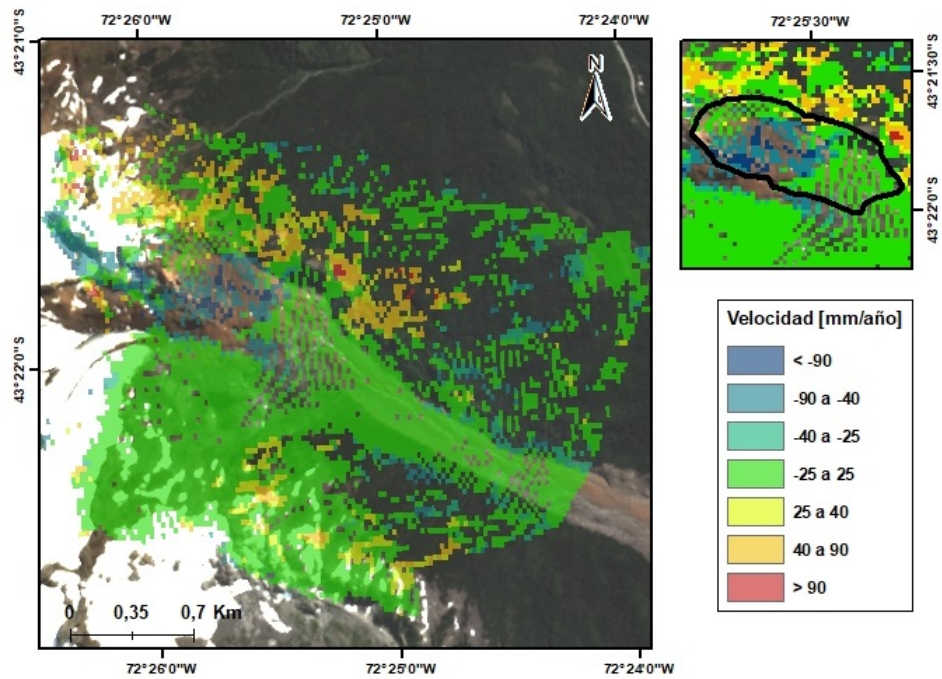 72°26'0"W 72°25'0"W 72°24'0"W
72°25'30"W
43°21'0"S
43°22'0"S
N
43°21'30"S
43°22'0"S
Velocidad [mm/año]
< -90
-90 a -40
-40 a -25
-25 a 25
25 a 40
40 a 90
> 90
0 0,35 0,7 Km
72°26'0"W 72°25'0"W 72°24'0"W